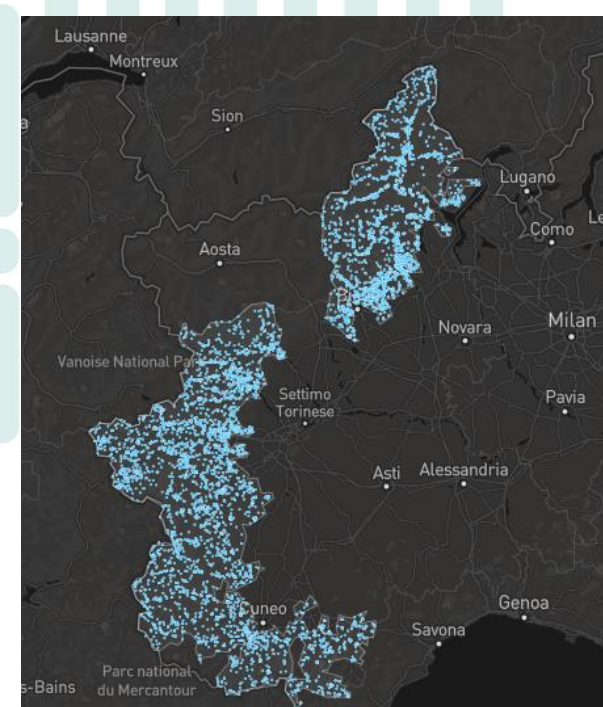 Lausanne
Montreux
Sion
Lugano
Como
Aosta
Novara
Milan
Vanoise National Par
Settimo
Torinese
Pavia
Asti
Alessandria
Cuneo
Genoa
Savona
Parc national
du Mercantour
s-Bains